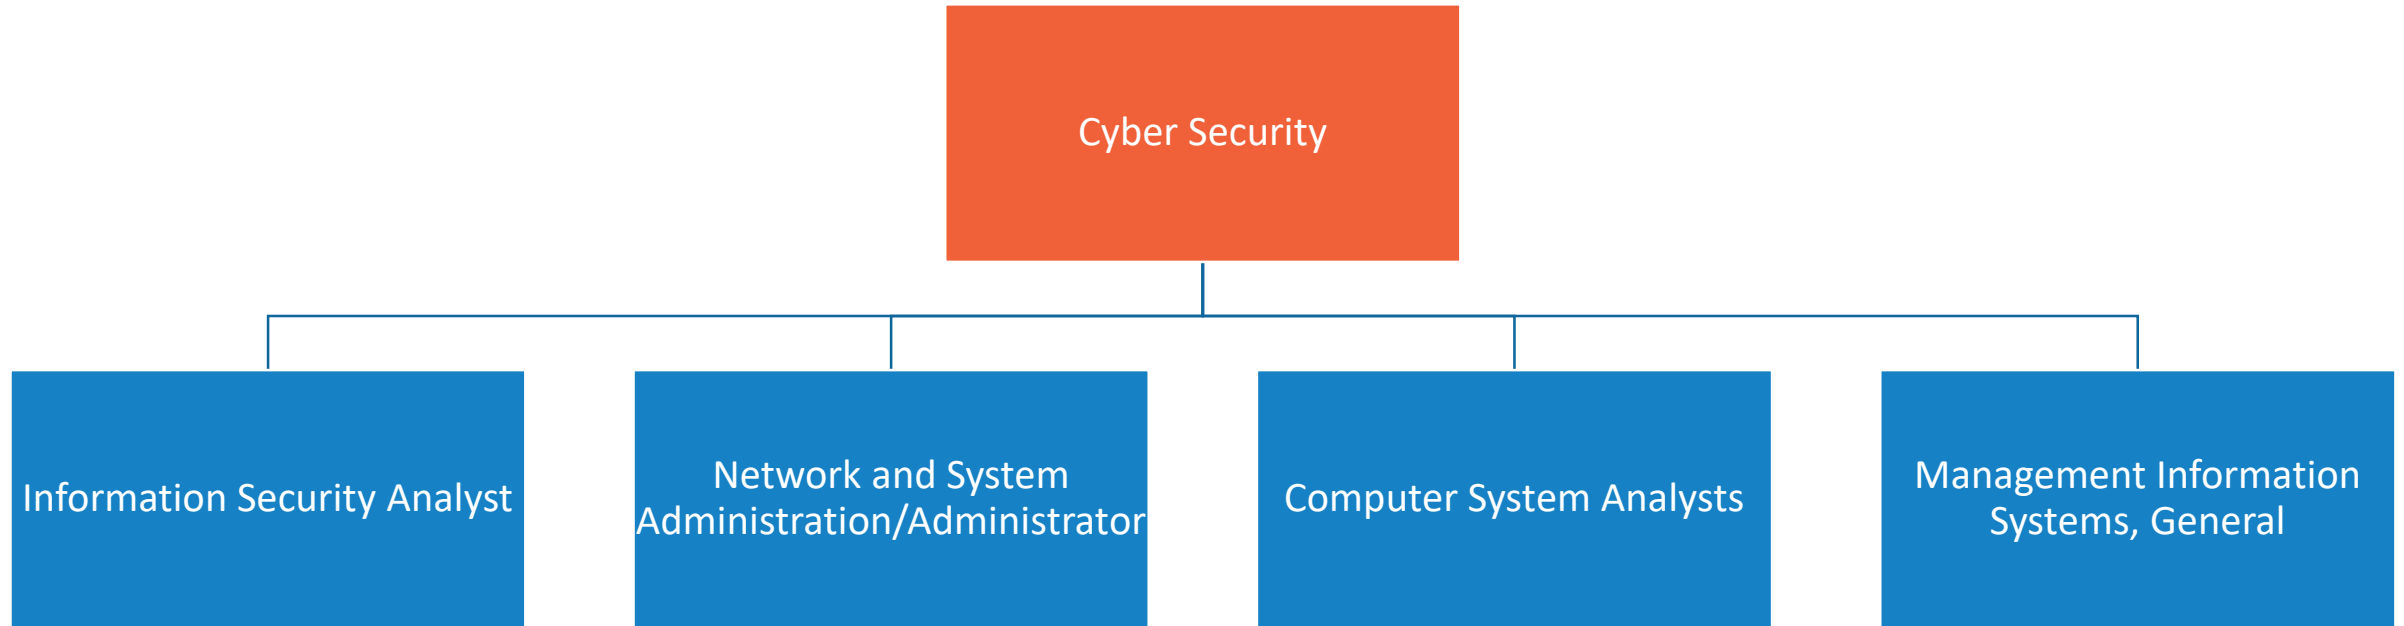 Cyber Security
Information Security Analyst
Network and System
Administration/Administrator
Computer System Analysts
Management Information
Systems, General